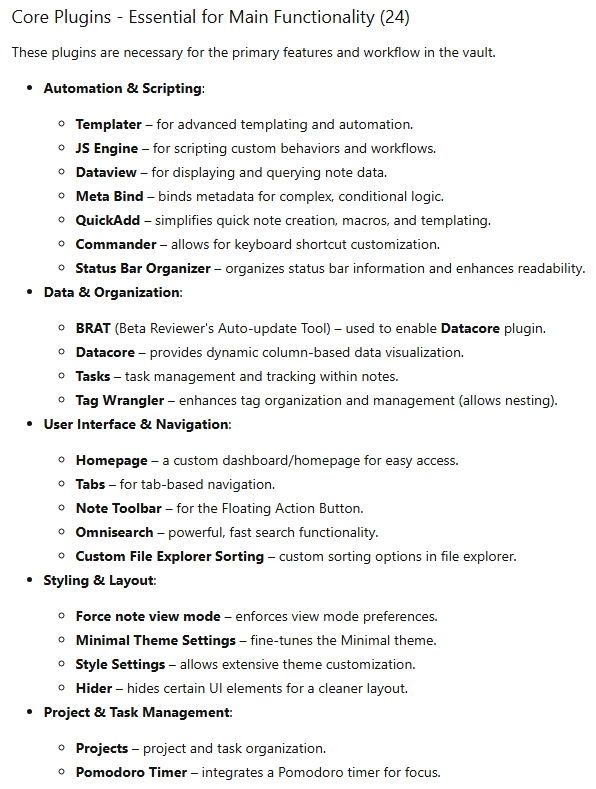 Core Plugins - Essential for Main Functionality (24)
These plugins are necessary for the primary features and workflow in the vault.
Automation & Scripting:
Templater – for advanced templating and automation.
JS Engine – for scripting custom behaviors and workflows.
Dataview – for displaying and querying note data.
Meta Bind – binds metadata for complex, conditional logic.
QuickAdd – simplifies quick note creation, macros, and templating.
Commander – allows for keyboard shortcut customization.
Status Bar Organizer – organizes status bar information and enhances readability.
Data & Organization:
BRAT (Beta Reviewer's Auto-update Tool) – used to enable Datacore plugin.
Datacore – provides dynamic column-based data visualization.
Tasks – task management and tracking within notes.
Tag Wrangler – enhances tag organization and management (allows nesting).
User Interface & Navigation:
Homepage – a custom dashboard/homepage for easy access.
Tabs – for tab-based navigation.
Note Toolbar – for the Floating Action Button.
Omnisearch – powerful, fast search functionality.
Custom File Explorer Sorting – custom sorting options in file explorer.
Styling & Layout:
Force note view mode – enforces view mode preferences.
Minimal Theme Settings – fine-tunes the Minimal theme.
Style Settings – allows extensive theme customization.
Hider – hides certain UI elements for a cleaner layout.
Project & Task Management:
Projects – project and task organization.
Pomodoro Timer – integrates a Pomodoro timer for focus.